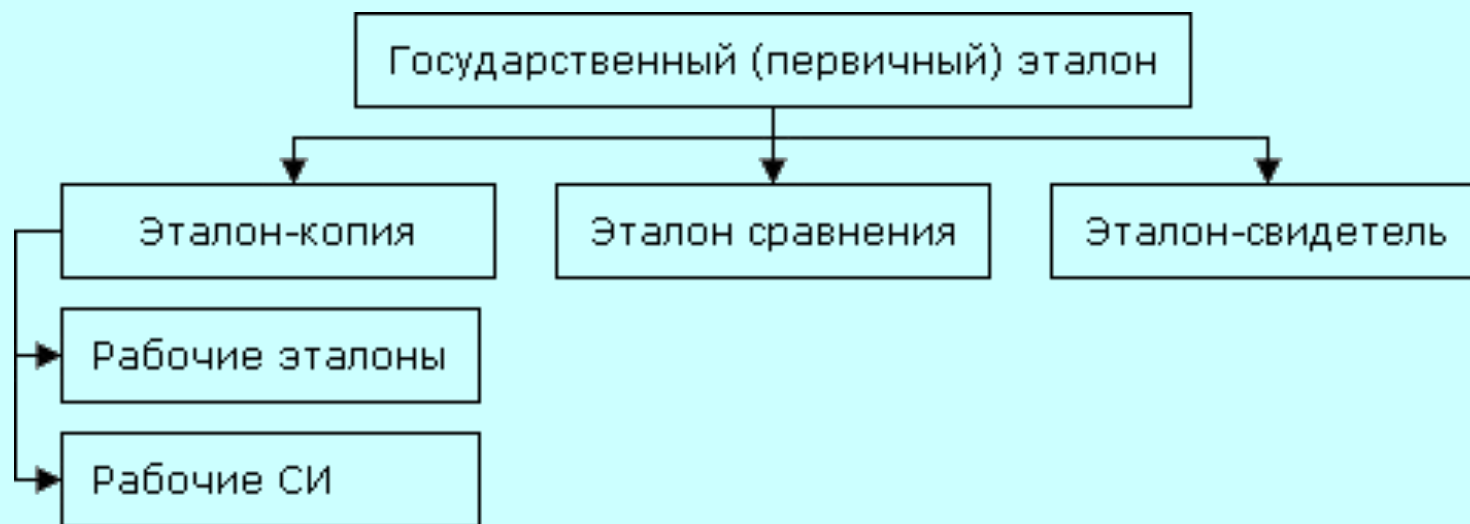 Государственный (первичный) эталон
Эталон-копия
Эталон сравнения
Эталон-свидетель
Рабочие эталоны
Рабочие СИ